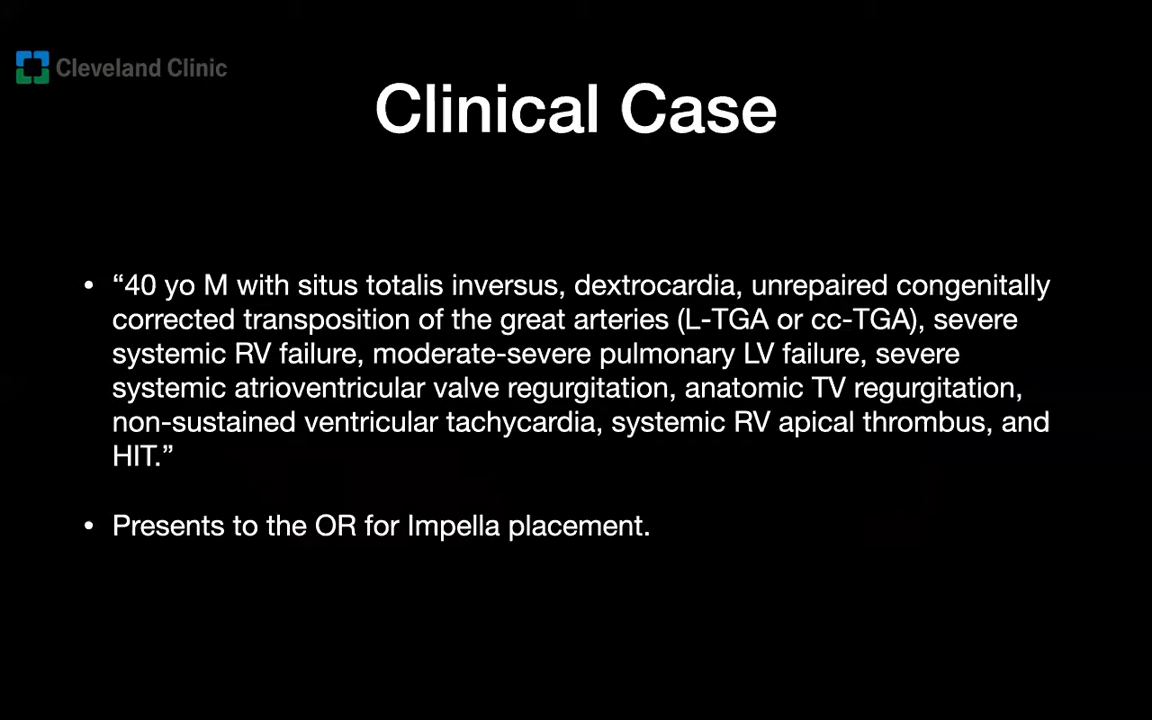 Cleveland Clinic
Clinical Case
• “40 yo M with situs totalis inversus, dextrocardia, unrepaired congenitally
corrected transposition of the great arteries (L-TGA or cc-TGA), severe
systemic RV failure, moderate-severe pulmonary LV failure, severe
systemic atrioventricular valve regurgitation, anatomic TV regurgitation,
non-sustained ventricular tachycardia, systemic RV apical thrombus, and
HIT.”
• Presents to the OR for Impella placement.